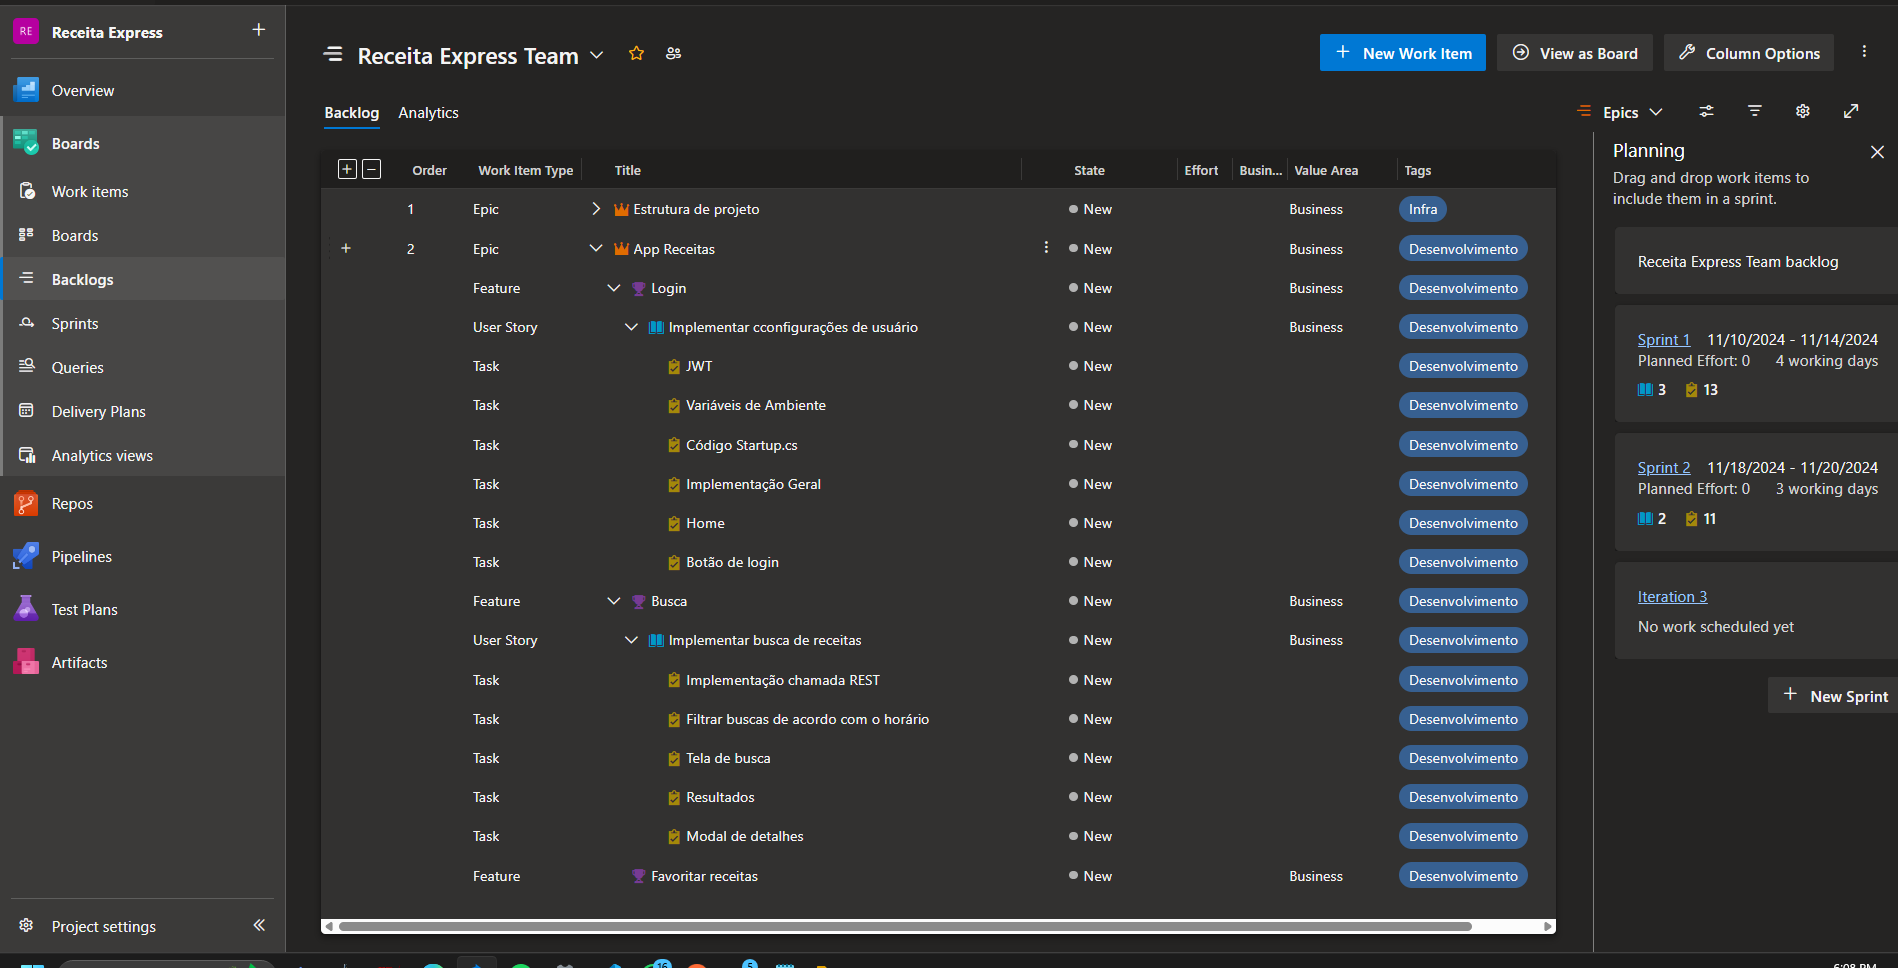 RE Receita Express
Overview
Boards
Work items
Boards
Backlogs
Sprints
Queries
Delivery Plans
Analytics views
Repos
Pipelines
Test Plans
Artifacts
Project settings
Receita Express Team
New Work Item View as Board Column Options
Backlog Analytics
Epics
Order Work Item Type Title State Effort Busin... Value Area Tags
1 Epic Estrutura de projeto New Business Infra
2 Epic App Receitas New Business Desenvolvimento
Feature Login New Business Desenvolvimento
User Story Implementar cconfigurações de usuário New Business Desenvolvimento
Task JWT New Desenvolvimento
Task Variáveis de Ambiente New Desenvolvimento
Task Código Startup.cs New Desenvolvimento
Task Implementação Geral New Desenvolvimento
Task Home New Desenvolvimento
Task Botão de login New Desenvolvimento
Feature Busca New Business Desenvolvimento
User Story Implementar busca de receitas New Business Desenvolvimento
Task Implementação chamada REST New Desenvolvimento
Task Filtrar buscas de acordo com o horário New Desenvolvimento
Task Tela de busca New Desenvolvimento
Task Resultados New Desenvolvimento
Task Modal de detalhes New Desenvolvimento
Feature Favoritar receitas New Business Desenvolvimento
Planning
Drag and drop work items to
include them in a sprint.
Receita Express Team backlog
Sprint 1 11/10/2024 - 11/14/2024
Planned Effort: 0 4 working days
3 13
Sprint 2 11/18/2024 - 11/20/2024
Planned Effort: 0 3 working days
2 11
Iteration 3
No work scheduled yet
New Sprint
16 5
6:08 PM